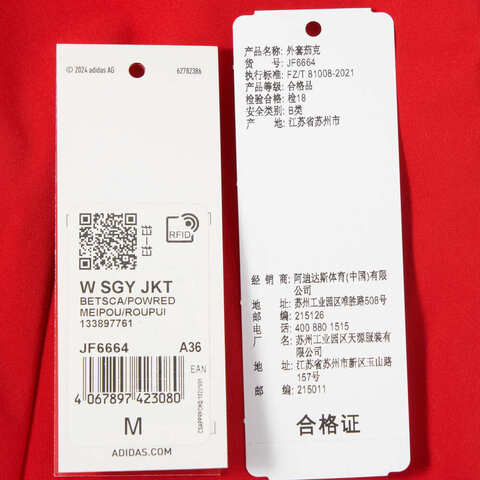 © 2024 adidas AG 62782386
RFID
扫一扫
W SGY JKT
BETSCA/POWRED
MEIPOU/ROUPUI
133897761
JF6664 A36
EAN
4 067897 423080
M
ADIDAS.COM
产品名称: 外套茄克
货 号: JF6664
执行标准: FZ/T 81008-2021
产品等级: 合格品
检验合格: 检18
安全类别: B类
产 地: 江苏省苏州市
经 销 商: 阿迪达斯体育(中国)有限
公司
地 址: 苏州工业园区唯胜路508号
邮 编: 215126
电 话: 400 880 1515
厂 名: 苏州工业园区天源服装有
限公司
地 址: 江苏省苏州市新区玉山路
157号
邮 编: 215011
合格证